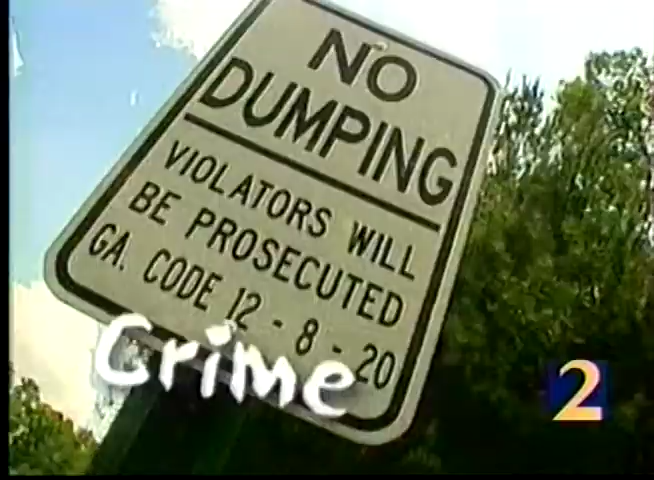 NO
DUMPING
VIOLATORS WILL
BE PROSECUTED
GA. CODE 12 - 8 - 20
Crime
2